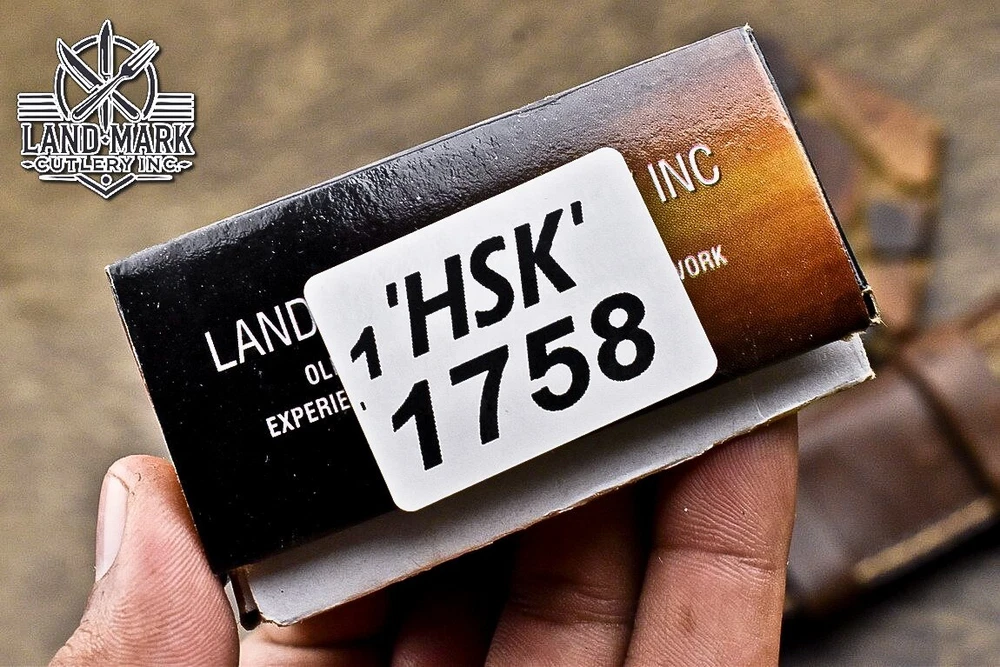 LAND•MARK
CUTLERY INC.
LAND
INC
OL
EXPERIE
WORK
'HSK'
1
1758